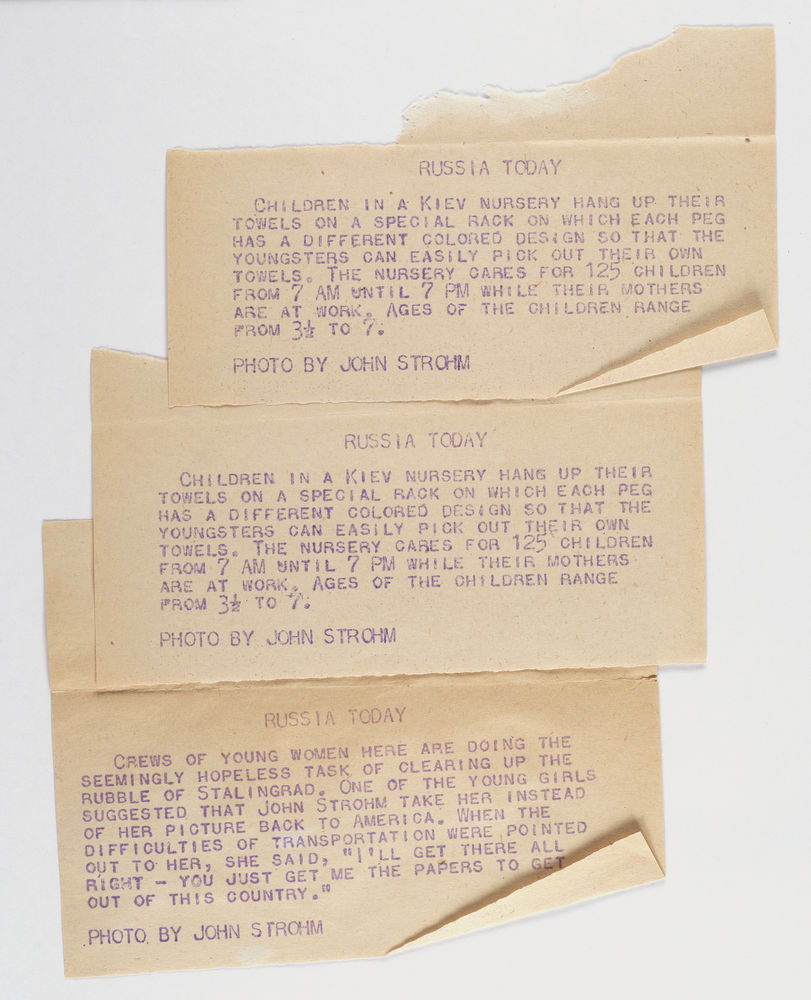 RUSSIA TODAY
CHILDREN IN A KIEV NURSERY HANG UP THEIR
TOWELS ON A SPECIAL RACK ON WHICH EACH PEG
HAS A DIFFERENT COLORED DESIGN SO THAT THE
YOUNGSTERS CAN EASILY PICK OUT THEIR OWN
TOWELS. THE NURSERY CARES FOR 125 CHILDREN
FROM 7 AM UNTIL 7 PM WHILE THEIR MOTHERS
ARE AT WORK. AGES OF THE CHILDREN RANGE
FROM 3½ TO 7.
PHOTO BY JOHN STROHM
RUSSIA TODAY
CHILDREN IN A KIEV NURSERY HANG UP THEIR
TOWELS ON A SPECIAL RACK ON WHICH EACH PEG
HAS A DIFFERENT COLORED DESIGN SO THAT THE
YOUNGSTERS CAN EASILY PICK OUT THEIR OWN
TOWELS. THE NURSERY CARES FOR 125 CHILDREN
FROM 7 AM UNTIL 7 PM WHILE THEIR MOTHERS
ARE AT WORK. AGES OF THE CHILDREN RANGE
FROM 3½ TO 7.
PHOTO BY JOHN STROHM
RUSSIA TODAY
CREWS OF YOUNG WOMEN HERE ARE DOING THE
SEEMINGLY HOPELESS TASK OF CLEARING UP THE
RUBBLE OF STALINGRAD. ONE OF THE YOUNG GIRLS
SUGGESTED THAT JOHN STROHM TAKE HER INSTEAD
OF HER PICTURE BACK TO AMERICA. WHEN THE
DIFFICULTIES OF TRANSPORTATION WERE POINTED
OUT TO HER, SHE SAID, "I'LL GET THERE ALL
RIGHT - YOU JUST GET ME THE PAPERS TO GET
OUT OF THIS COUNTRY."
PHOTO BY JOHN STROHM